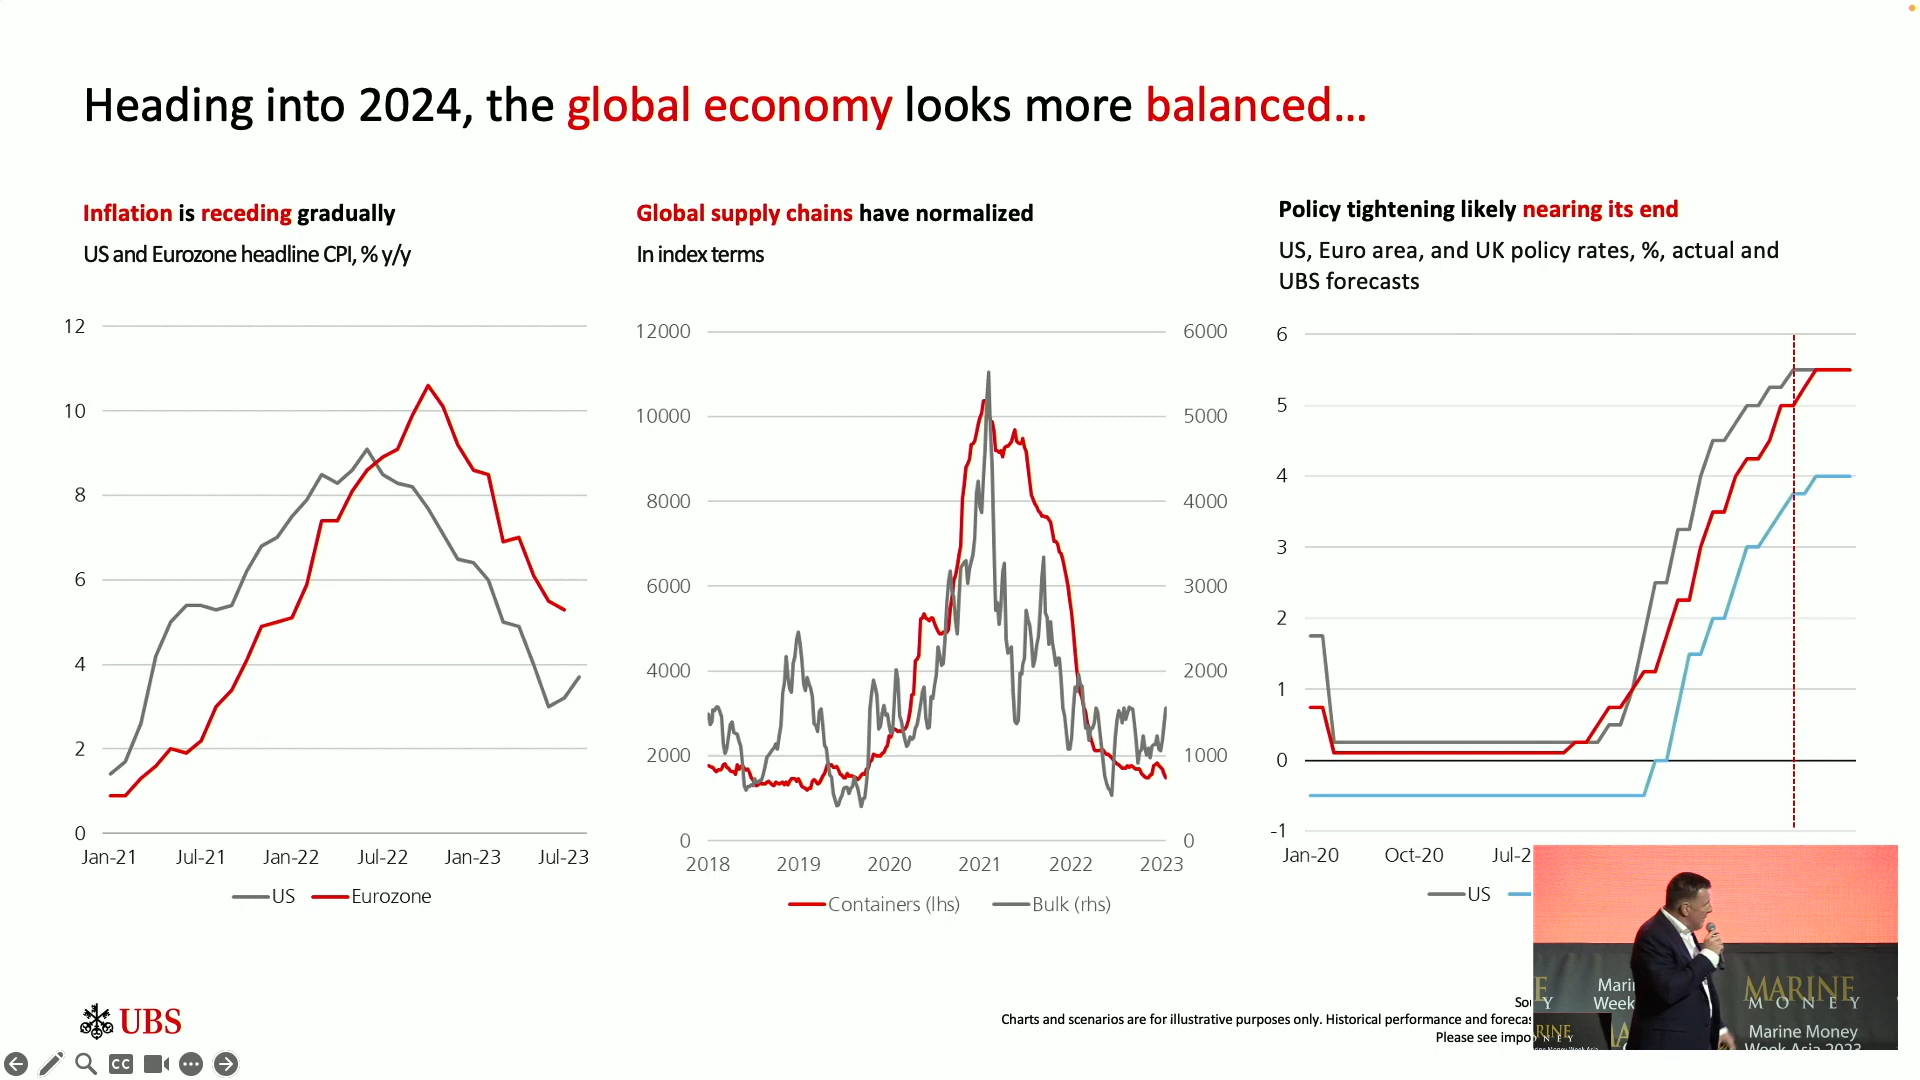 Heading into 2024, the global economy looks more balanced...
Inflation is receding gradually
US and Eurozone headline CPI, % y/y
12
10
8
6
4
2
0
Jan-21 Jul-21 Jan-22 Jul-22 Jan-23 Jul-23
US Eurozone
Global supply chains have normalized
In index terms
12000 6000
10000 5000
8000 4000
6000 3000
4000 2000
2000 1000
0 0
2018 2019 2020 2021 2022 2023
Containers (lhs) Bulk (rhs)
Policy tightening likely nearing its end
US, Euro area, and UK policy rates, %, actual and
UBS forecasts
6
5
4
3
2
1
0
-1
Jan-20 Oct-20 Jul-2
US
UBS
Sou
Charts and scenarios are for illustrative purposes only. Historical performance and forecas
Please see impo
CC
MARINE
MONEY
Marine Money
Week Asia 2023
Mari
Week
RINE